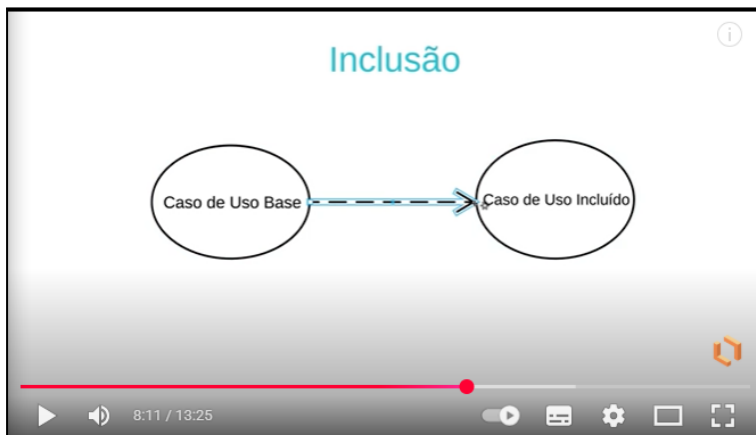 Inclusão
Caso de Uso Base
Caso de Uso Incluído
8:11 / 13:25